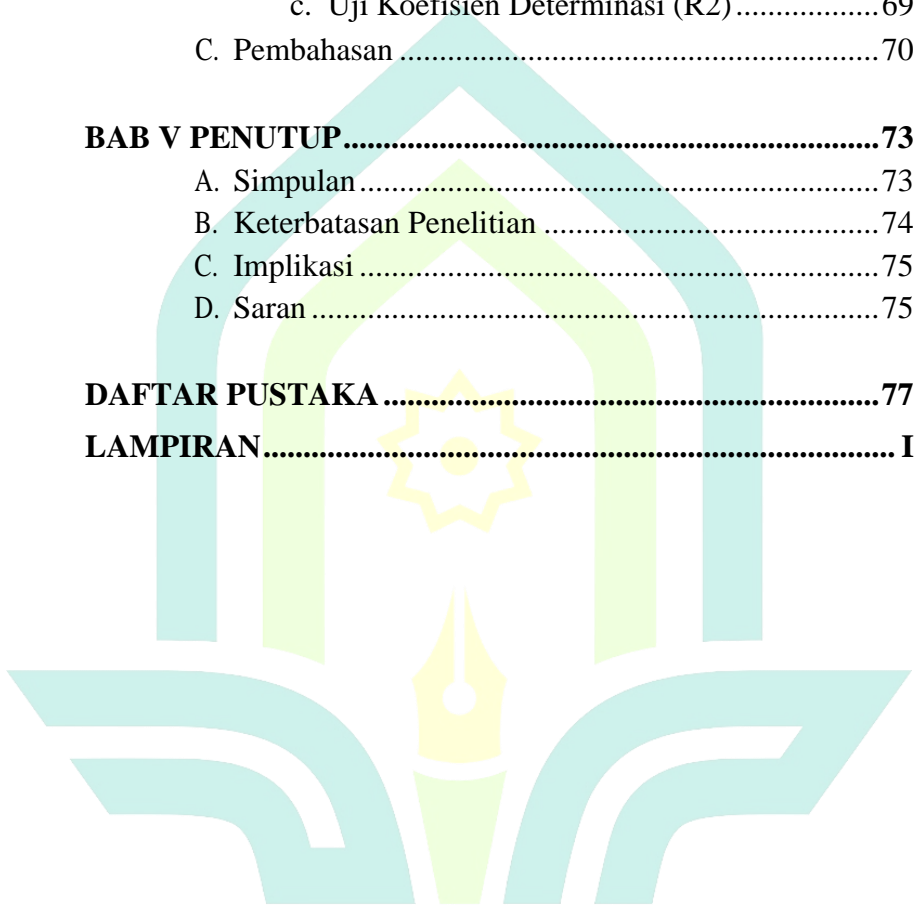 c. Uji Koefisien Determinasi (R2) .................. 69
C. Pembahasan ........................................................... 70
BAB V PENUTUP ................................................................. 73
A. Simpulan ................................................................ 73
B. Keterbatasan Penelitian ......................................... 74
C. Implikasi ................................................................ 75
D. Saran ...................................................................... 75
DAFTAR PUSTAKA ............................................................ 77
LAMPIRAN ............................................................................. I